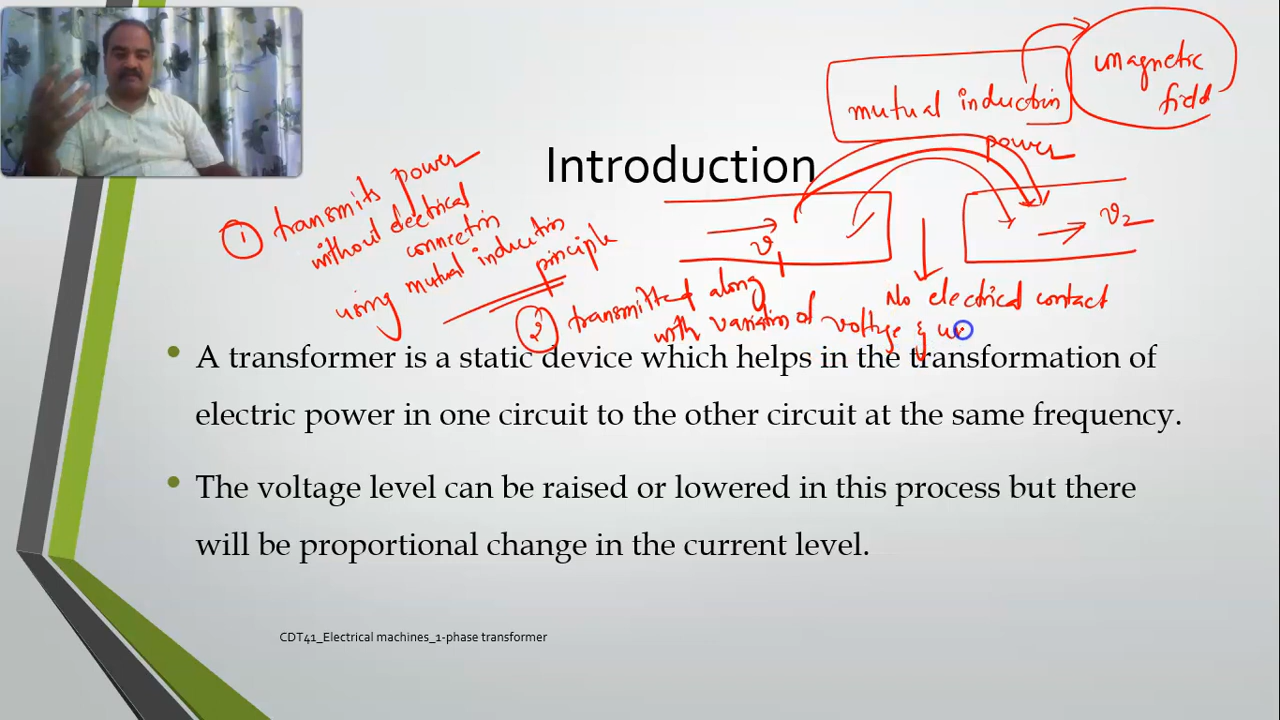 magnetic
field
mutual induction
power
Introduction
① transmits power
without electrical
connection
using mutual induction
principle
v
v2
No electrical contact
② transmitted along
with variation of voltage &
• A transformer is a static device which helps in the transformation of
electric power in one circuit to the other circuit at the same frequency.
• The voltage level can be raised or lowered in this process but there
will be proportional change in the current level.
CDT41_Electrical machines_1-phase transformer